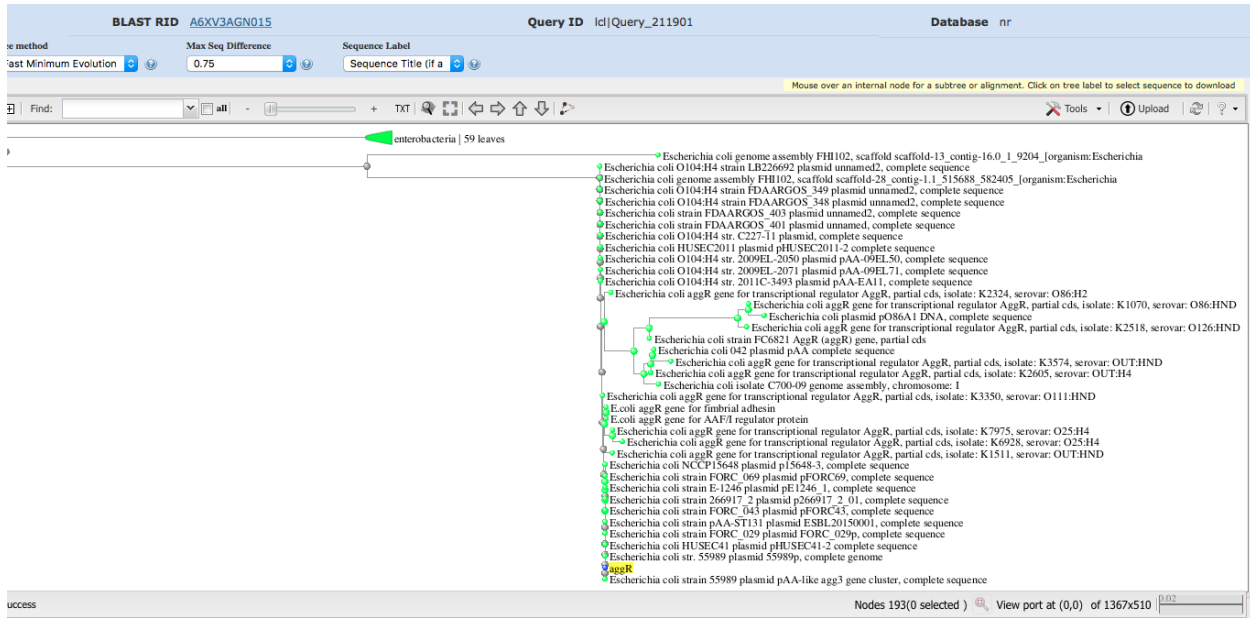 BLAST RID A6XV3AGN015 Query ID lcl|Query_211901 Database nr
ee method Max Seq Difference Sequence Label
Fast Minimum Evolution 0.75 Sequence Title (if a
Mouse over an internal node for a subtree or alignment. Click on tree label to select sequence to download
Find: all - + TXT Tools Upload ?
enterobacteria | 59 leaves
Escherichia coli genome assembly FHI102, scaffold scaffold-13_contig-16.0_1_9204_[organism:Escherichia
Escherichia coli O104:H4 strain LB226692 plasmid unnamed2, complete sequence
Escherichia coli genome assembly FHI102, scaffold scaffold-28_contig-1.1_515688_582405_[organism:Escherichia
Escherichia coli O104:H4 strain FDAARGOS_349 plasmid unnamed2, complete sequence
Escherichia coli O104:H4 strain FDAARGOS_348 plasmid unnamed2, complete sequence
Escherichia coli strain FDAARGOS_403 plasmid unnamed2, complete sequence
Escherichia coli strain FDAARGOS_401 plasmid unnamed, complete sequence
Escherichia coli O104:H4 str. C227-11 plasmid, complete sequence
Escherichia coli HUSEC2011 plasmid pHUSEC2011-2 complete sequence
Escherichia coli O104:H4 str. 2009EL-2050 plasmid pAA-09EL50, complete sequence
Escherichia coli O104:H4 str. 2009EL-2071 plasmid pAA-09EL71, complete sequence
Escherichia coli O104:H4 str. 2011C-3493 plasmid pAA-EA11, complete sequence
Escherichia coli aggR gene for transcriptional regulator AggR, partial cds, isolate: K2324, serovar: O86:H2
Escherichia coli aggR gene for transcriptional regulator AggR, partial cds, isolate: K1070, serovar: O86:HND
Escherichia coli plasmid pO86A1 DNA, complete sequence
Escherichia coli aggR gene for transcriptional regulator AggR, partial cds, isolate: K2518, serovar: O126:HND
Escherichia coli strain FC6821 AggR (aggR) gene, partial cds
Escherichia coli 042 plasmid pAA complete sequence
Escherichia coli aggR gene for transcriptional regulator AggR, partial cds, isolate: K3574, serovar: OUT:HND
Escherichia coli aggR gene for transcriptional regulator AggR, partial cds, isolate: K2605, serovar: OUT:H4
Escherichia coli isolate C700-09 genome assembly, chromosome: I
Escherichia coli aggR gene for transcriptional regulator AggR, partial cds, isolate: K3350, serovar: O111:HND
E.coli aggR gene for fimbrial adhesin
E.coli aggR gene for AAF/I regulator protein
Escherichia coli aggR gene for transcriptional regulator AggR, partial cds, isolate: K7975, serovar: O25:H4
Escherichia coli aggR gene for transcriptional regulator AggR, partial cds, isolate: K6928, serovar: O25:H4
Escherichia coli aggR gene for transcriptional regulator AggR, partial cds, isolate: K1511, serovar: OUT:HND
Escherichia coli NCCP15648 plasmid p15648-3, complete sequence
Escherichia coli strain FORC_069 plasmid pFORC69, complete sequence
Escherichia coli strain E-1246 plasmid pE1246_1, complete sequence
Escherichia coli strain 266917_2 plasmid p266917_2_01, complete sequence
Escherichia coli strain FORC_043 plasmid pFORC43, complete sequence
Escherichia coli strain pAA-ST131 plasmid ESBL20150001, complete sequence
Escherichia coli strain FORC_029 plasmid FORC_029p, complete sequence
Escherichia coli HUSEC41 plasmid pHUSEC41-2 complete sequence
Escherichia coli str. 55989 plasmid 55989p, complete genome
aggR
Escherichia coli strain 55989 plasmid pAA-like agg3 gene cluster, complete sequence
uccess Nodes 193(0 selected ) View port at (0,0) of 1367x510 0.02